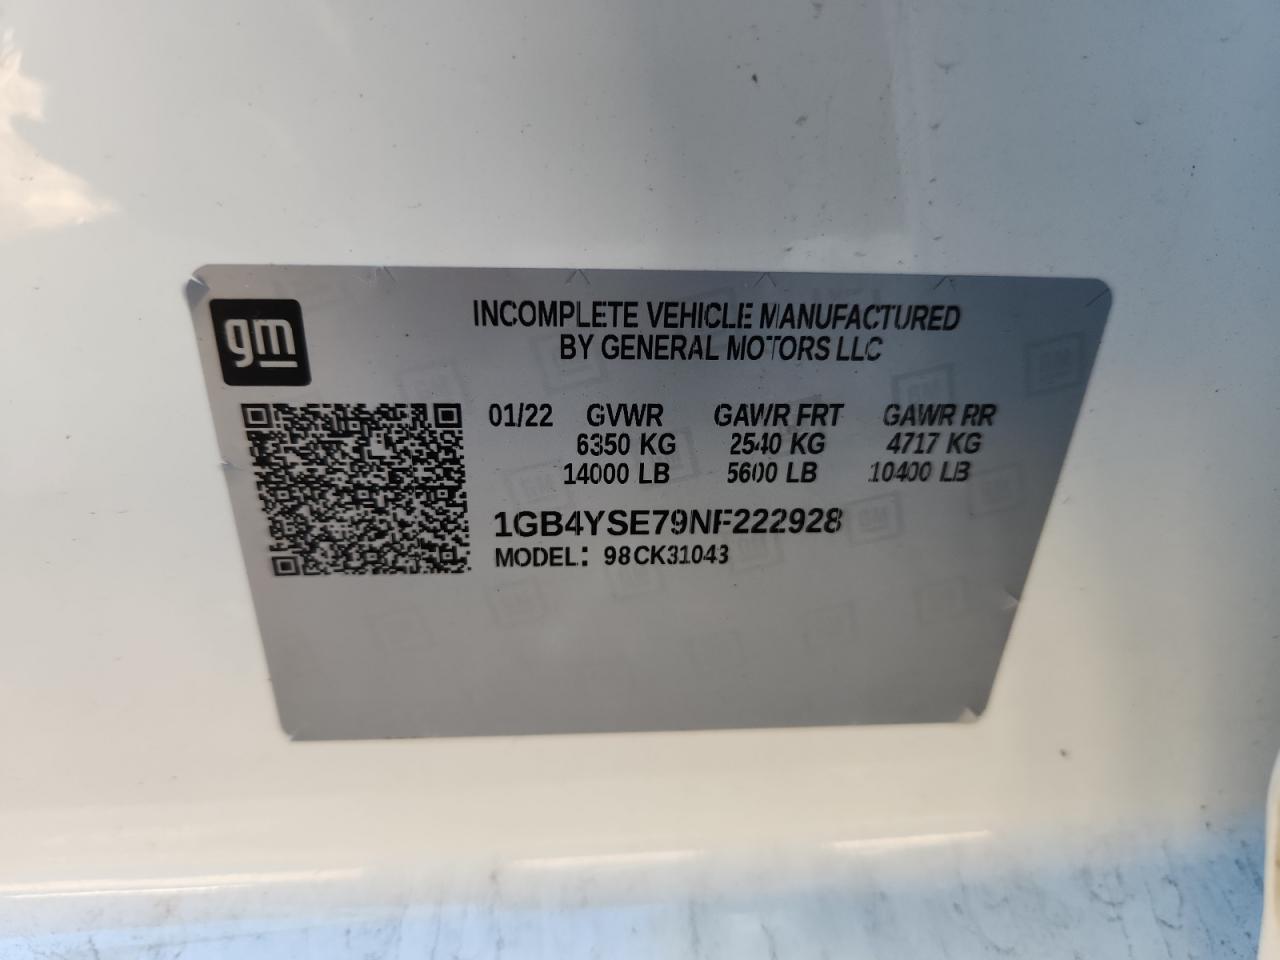 gm
INCOMPLETE VEHICLE MANUFACTURED
BY GENERAL MOTORS LLC
01/22 GVWR GAWR FRT GAWR RR
6350 KG 2540 KG 4717 KG
14000 LB 5600 LB 10400 LB
1GB4YSE79NF222928
MODEL: 98CK31043